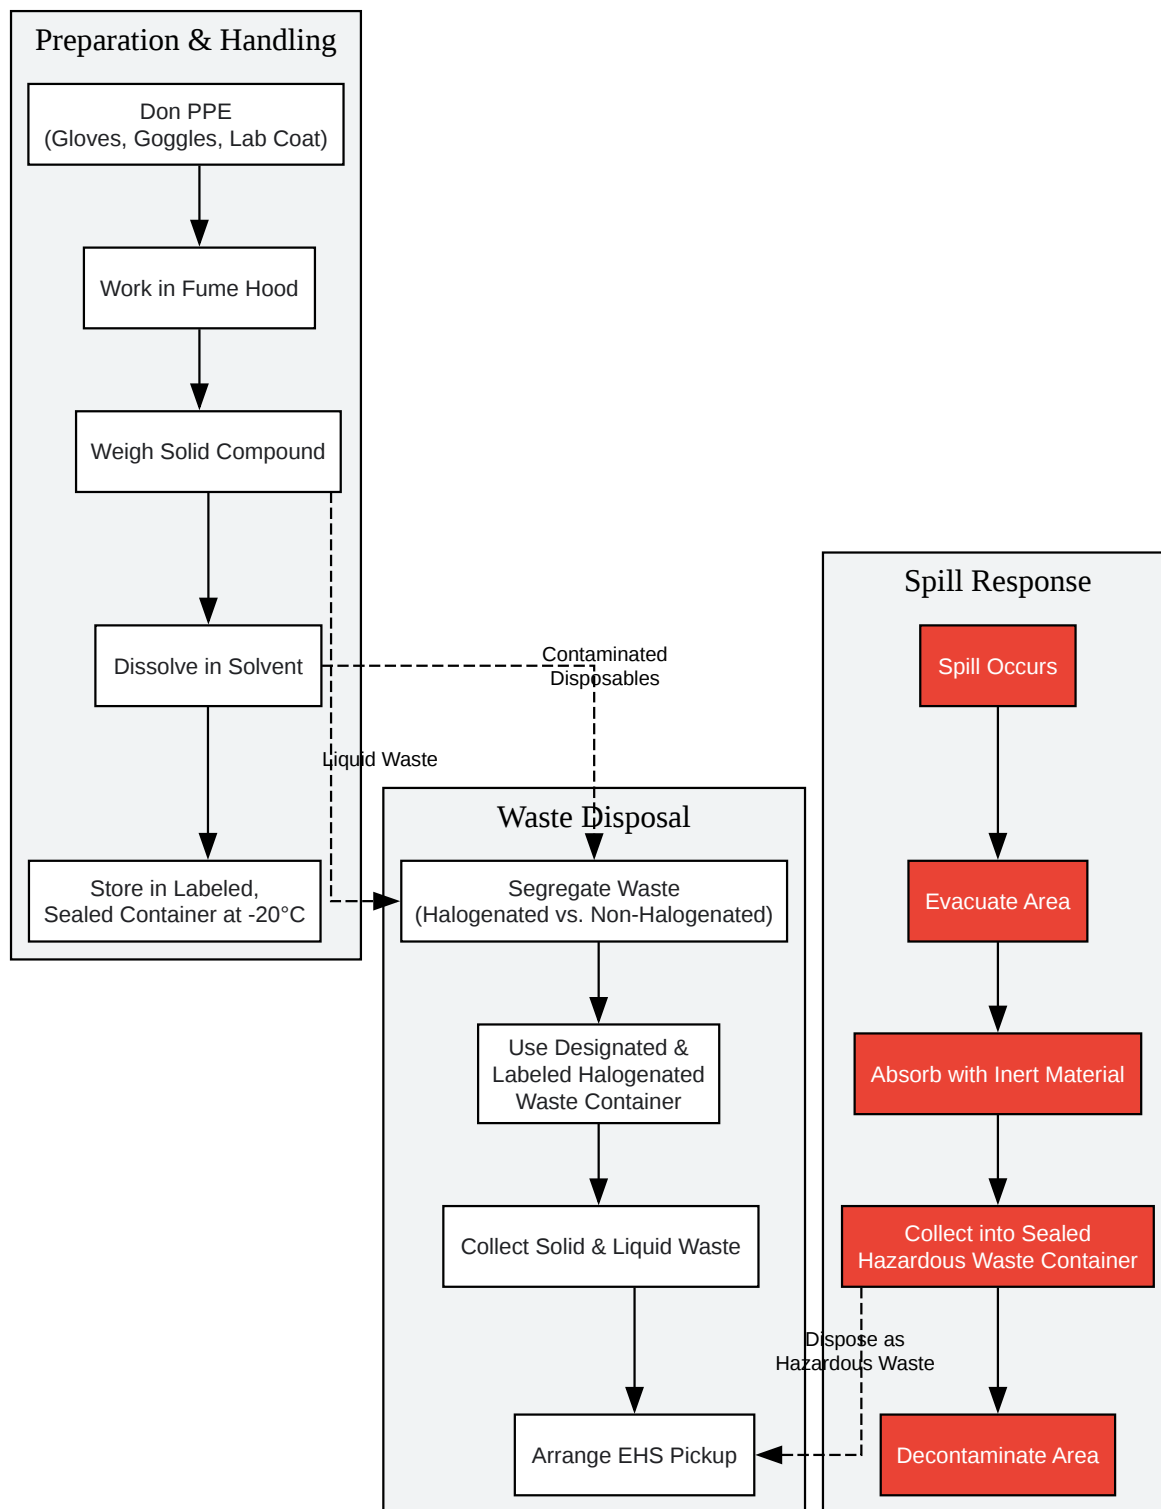 Preparation & Handling
Don PPE
(Gloves, Goggles, Lab Coat)
Work in Fume Hood
Weigh Solid Compound
Dissolve in Solvent
Store in Labeled,
Sealed Container at -20°C
Contaminated
Disposables
Liquid Waste
Waste Disposal
Segregate Waste
(Halogenated vs. Non-Halogenated)
Use Designated &
Labeled Halogenated
Waste Container
Collect Solid & Liquid Waste
Arrange EHS Pickup
Spill Response
Spill Occurs
Evacuate Area
Absorb with Inert Material
Collect into Sealed
Hazardous Waste Container
Dispose as
Hazardous Waste
Decontaminate Area